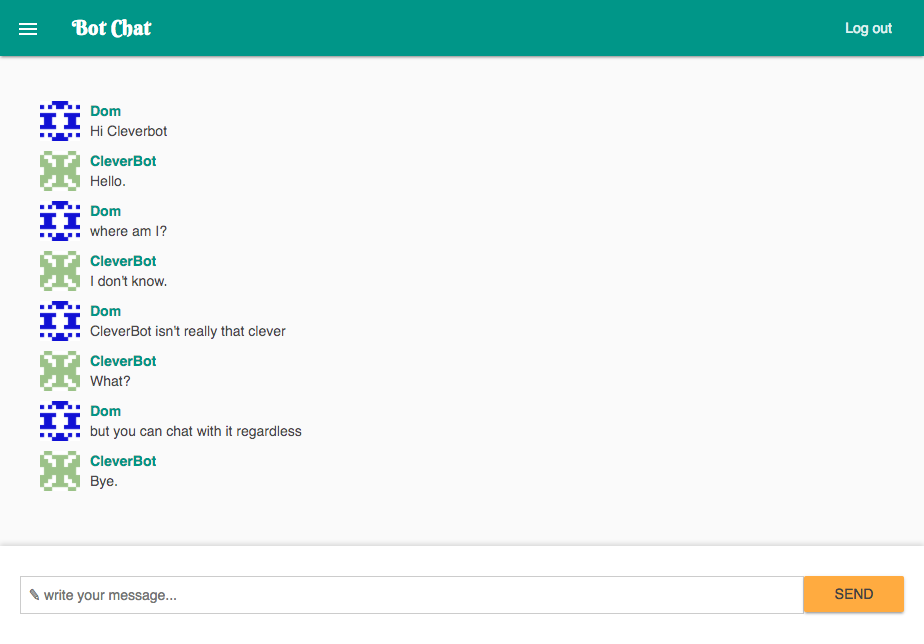 Bot Chat
Log out
Dom
Hi Cleverbot
CleverBot
Hello.
Dom
where am I?
CleverBot
I don't know.
Dom
CleverBot isn't really that clever
CleverBot
What?
Dom
but you can chat with it regardless
CleverBot
Bye.
✎ write your message...
SEND